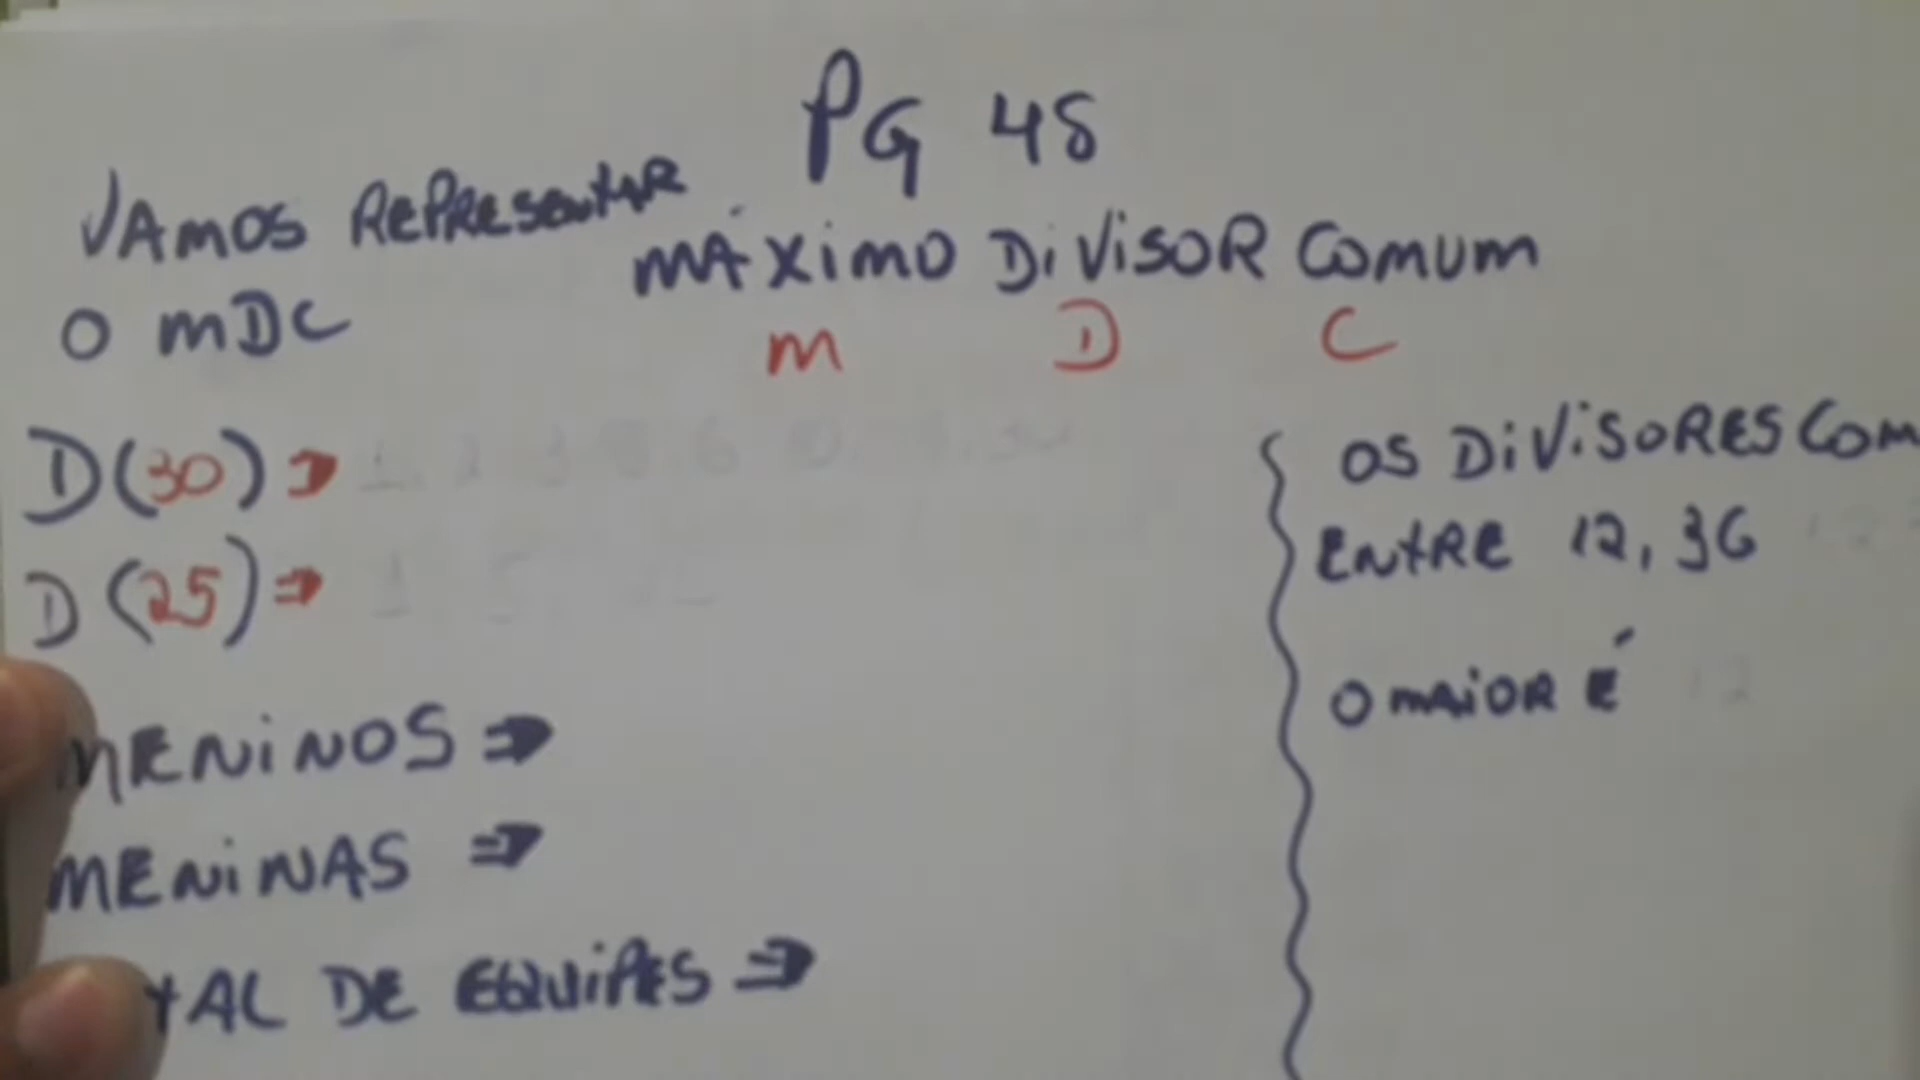 PG 48
VAMOS REPRESENTAR
O MDC
MÁXIMO DIVISOR COMUM
M D C
D(30) ⇒
D(25) ⇒
MENINOS ⇒
MENINAS ⇒
TAL DE EQUIPES ⇒
OS DIVISORES COM
ENTRE 12, 36
O MAIOR É